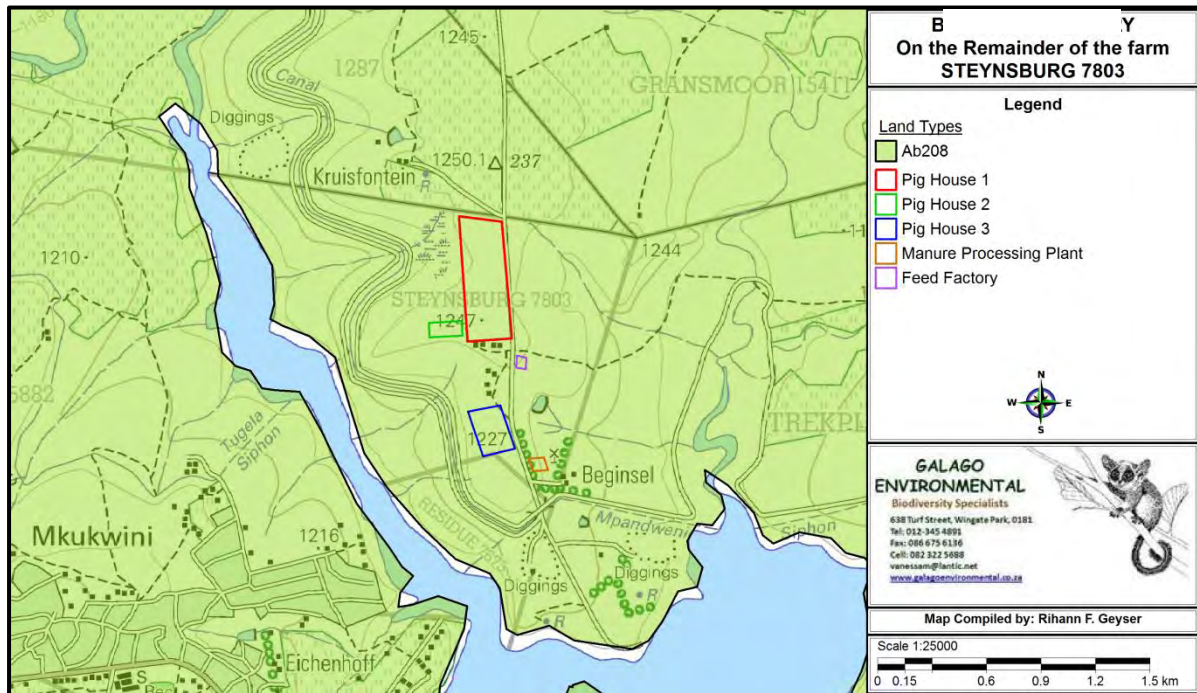 1180
1245
1287
Canal
GRANSMOOR 15411
Diggings
1250.1 237
Kruisfontein
R
1210
1244
STEYNSBURG 7803
1247
5882
Tugela
Siphon
1227
TREKPL
Beginsel
Mkukwini
1216
Mpandweni
Siphon
Diggings
Diggings
R
R
Eichenhoff
S
B Y
On the Remainder of the farm
STEYNSBURG 7803
Legend
Land Types
Ab208
Pig House 1
Pig House 2
Pig House 3
Manure Processing Plant
Feed Factory
N
W E
S
GALAGO
ENVIRONMENTAL
Biodiversity Specialists
638 Turf Street, Wingate Park, 0181
Tel: 012-345 4891
Fax: 086 675 6136
Cell: 082 322 5688
vanessam@lantic.net
www.galagoenvironmental.co.za
Map Compiled by: Rihann F. Geyser
Scale 1:25000
0 0.15 0.6 0.9 1.2 1.5 km